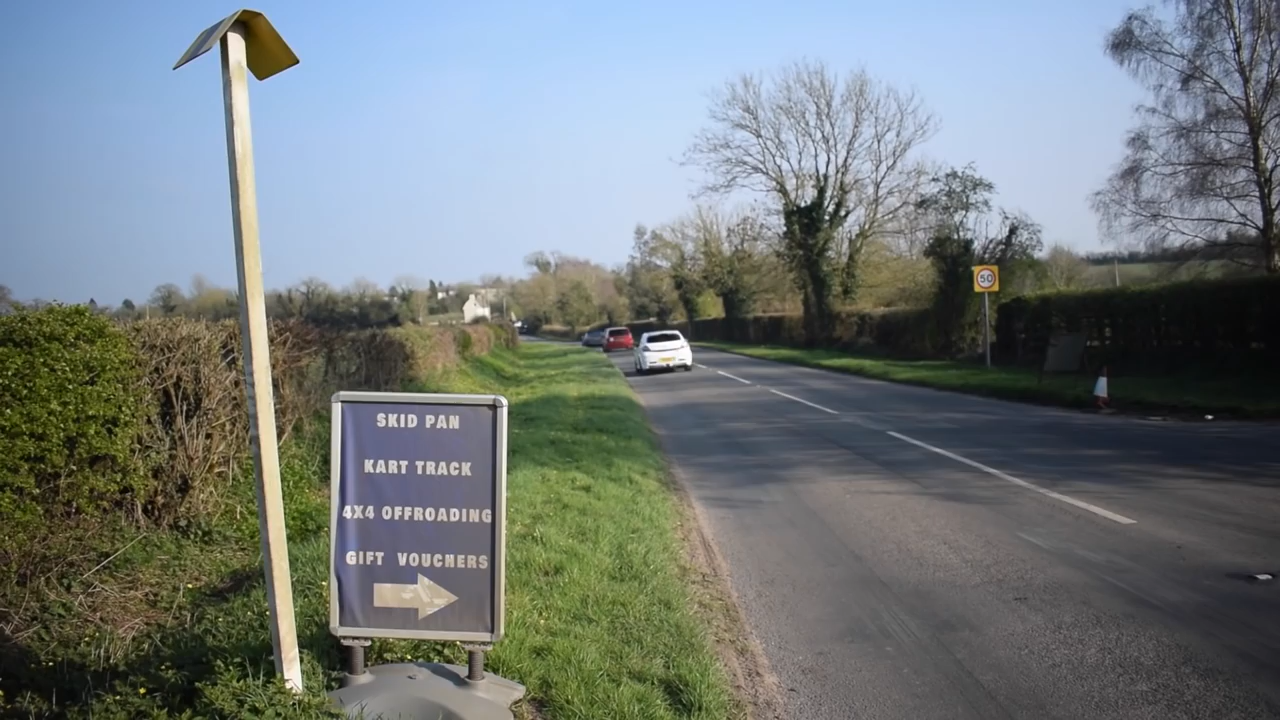 SKID PAN
KART TRACK
4X4 OFFROADING
GIFT VOUCHERS
50